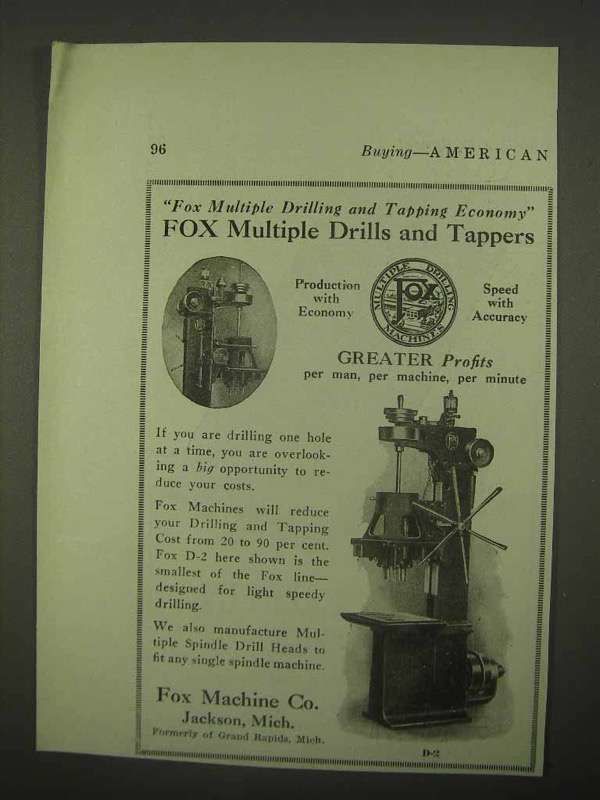 96
Buying—AMERICAN
"Fox Multiple Drilling and Tapping Economy"
FOX Multiple Drills and Tappers
Production
with
Economy
MULTIPLE DRILLING
FOX
MACHINES
Speed
with
Accuracy
GREATER Profits
per man, per machine, per minute
If you are drilling one hole
at a time, you are overlook-
ing a big opportunity to re-
duce your costs.
Fox Machines will reduce
your Drilling and Tapping
Cost from 20 to 90 per cent.
Fox D-2 here shown is the
smallest of the Fox line—
designed for light speedy
drilling.
We also manufacture Mul-
tiple Spindle Drill Heads to
fit any single spindle machine.
Fox Machine Co.
Jackson, Mich.
Formerly of Grand Rapids, Mich.
D-2